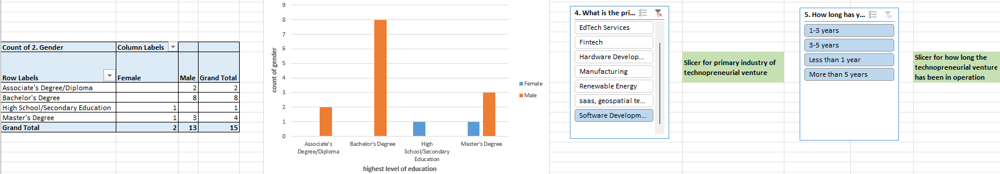 Count of 2. Gender Column Labels
Row Labels Female Male Grand Total
Associate's Degree/Diploma 2 2
Bachelor's Degree 8 8
High School/Secondary Education 1 1
Master's Degree 1 3 4
Grand Total 2 13 15
9
8
7
6
5
4
3
2
1
0
count of gender
Associate's
Degree/Diploma
Bachelor's Degree
High
School/Secondary
Education
Master's Degree
highest level of education
Female
Male
4. What is the pri...
EdTech Services
Fintech
Hardware Develop...
Manufacturing
Renewable Energy
saas, geospatial te...
Software Developm...
Slicer for primary industry of
technopreneurial venture
5. How long has y...
1-3 years
3-5 years
Less than 1 year
More than 5 years
Slicer for how long the
technopreneurial venture
has been in operation